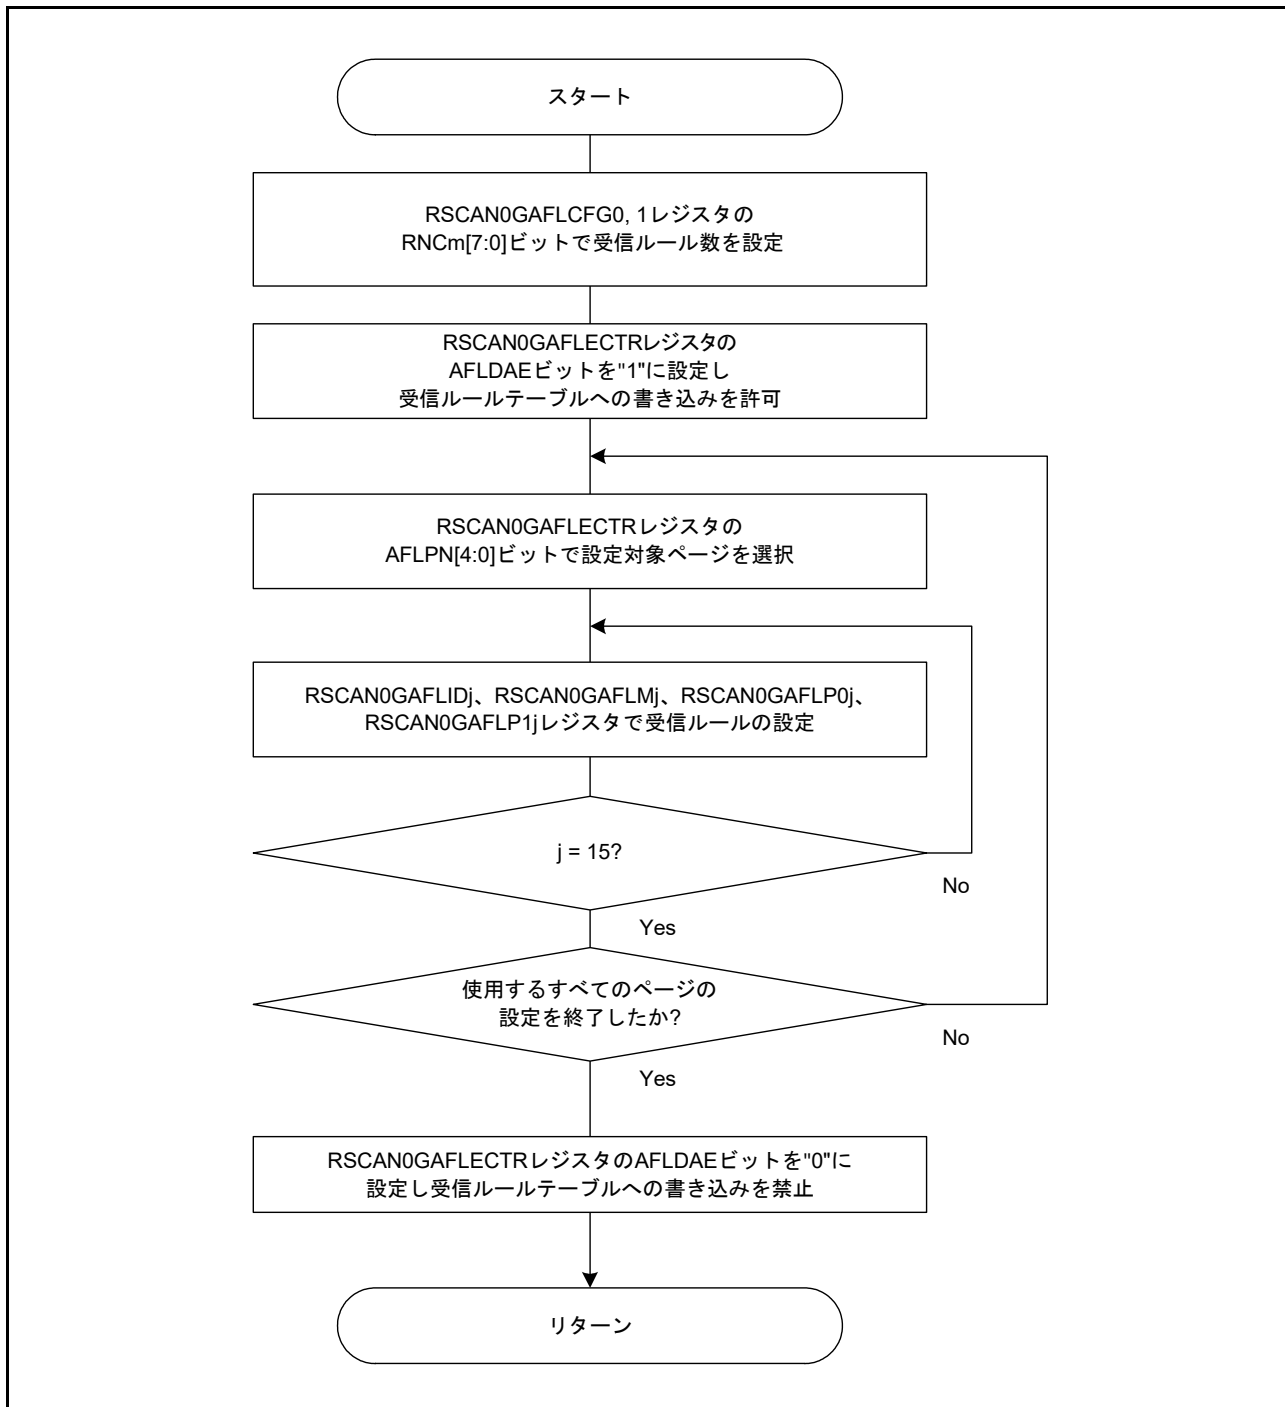 スタート
RSCAN0GAFLCFG0, 1レジスタの
RNCm[7:0]ビットで受信ルール数を設定
RSCAN0GAFLECTRレジスタの
AFLDAEビットを"1"に設定し
受信ルールテーブルへの書き込みを許可
RSCAN0GAFLECTRレジスタの
AFLPN[4:0]ビットで設定対象ページを選択
RSCAN0GAFLIDj、RSCAN0GAFLMj、RSCAN0GAFLP0j、
RSCAN0GAFLP1jレジスタで受信ルールの設定
j = 15?
No
Yes
使用するすべてのページの
設定を終了したか?
No
Yes
RSCAN0GAFLECTRレジスタのAFLDAEビットを"0"に
設定し受信ルールテーブルへの書き込みを禁止
リターン